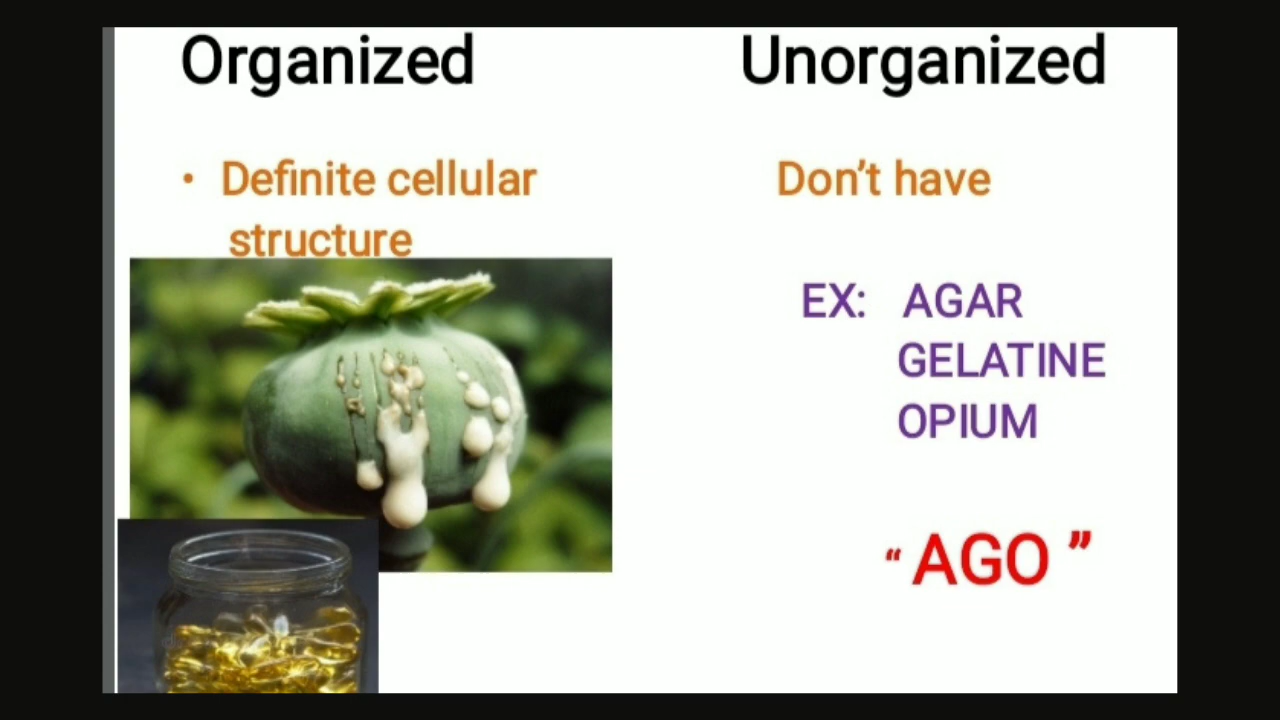 Organized
Unorganized
• Definite cellular
structure
Don’t have
EX: AGAR
GELATINE
OPIUM
“ AGO ”